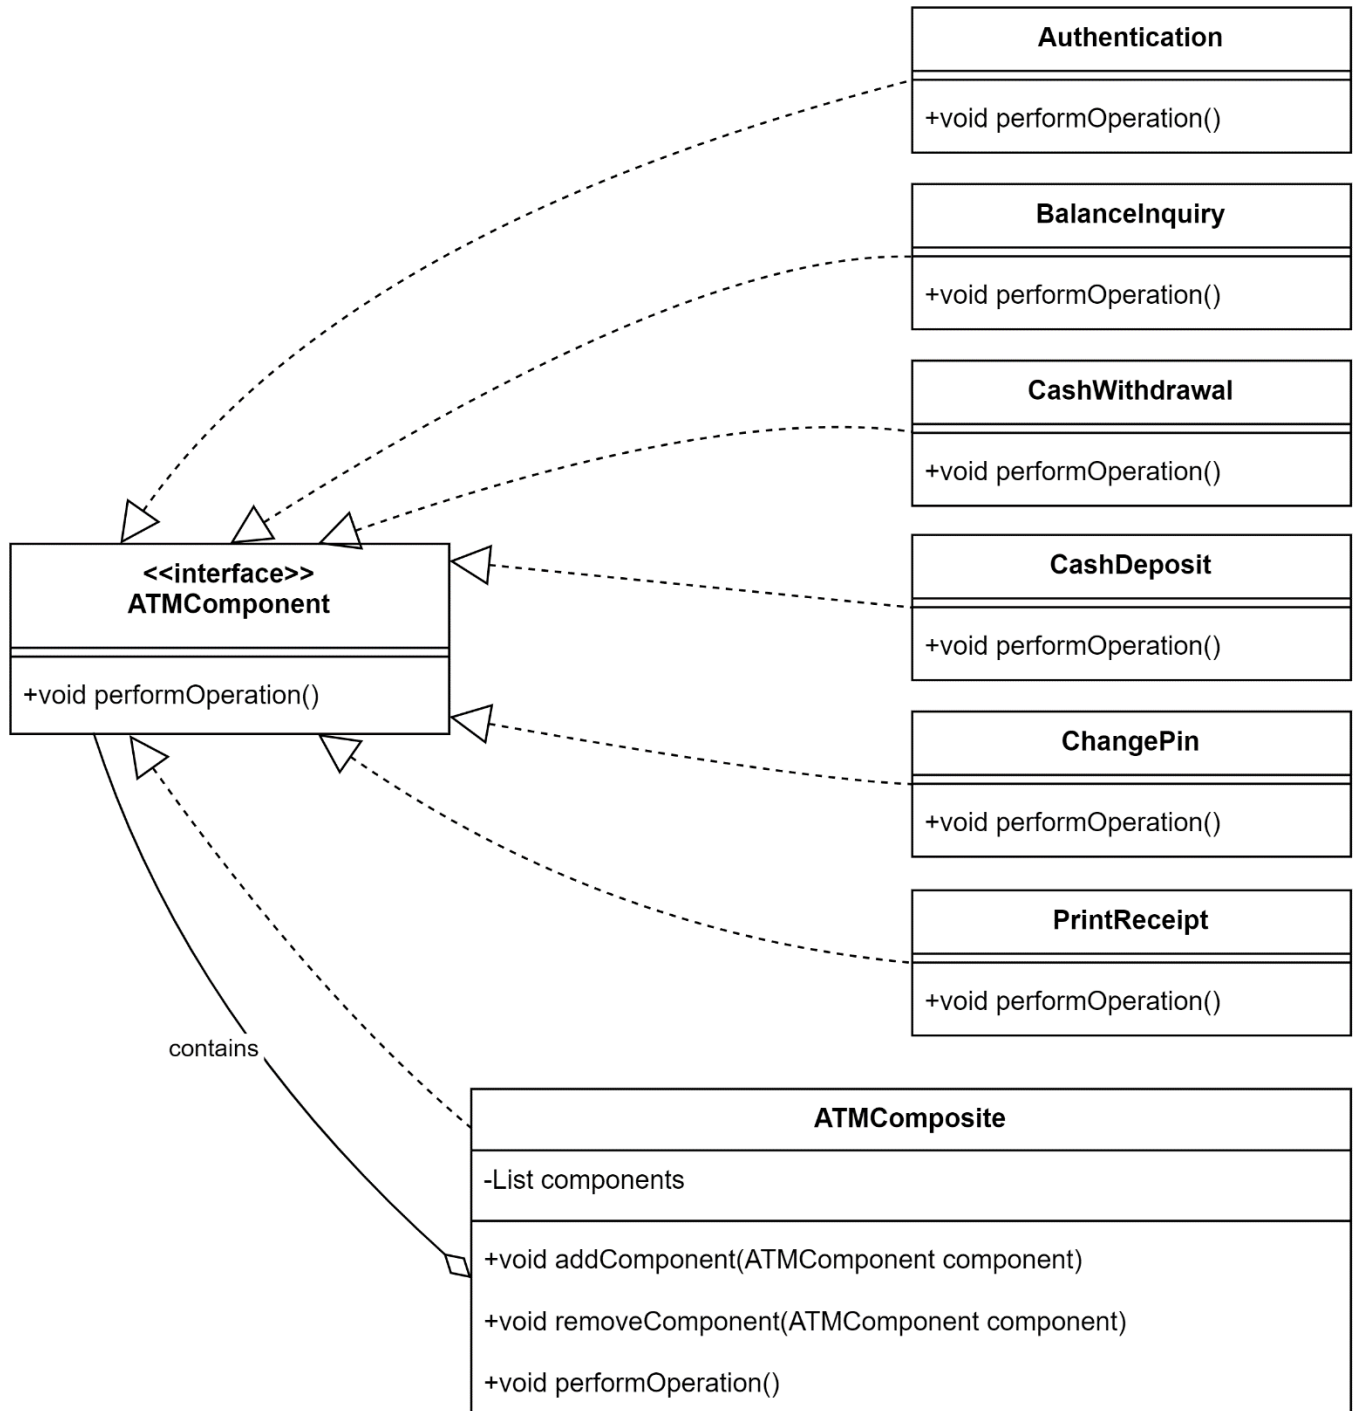 Authentication
+void performOperation()
BalanceInquiry
+void performOperation()
CashWithdrawal
+void performOperation()
<<interface>>
ATMComponent
+void performOperation()
CashDeposit
+void performOperation()
ChangePin
+void performOperation()
PrintReceipt
+void performOperation()
contains
ATMComposite
-List components
+void addComponent(ATMComponent component)
+void removeComponent(ATMComponent component)
+void performOperation()